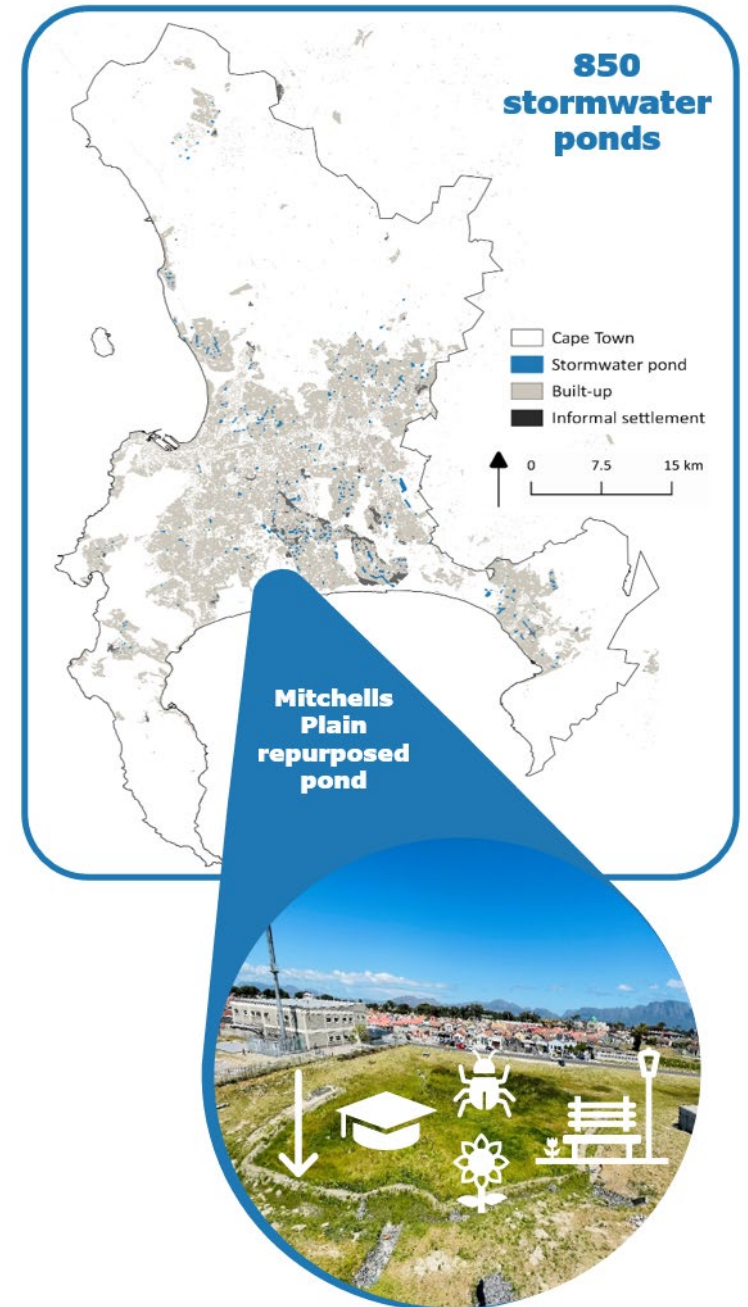 850
stormwater
ponds
Cape Town
Stormwater pond
Built-up
Informal settlement
0 7.5 15 km
Mitchells
Plain
repurposed
pond